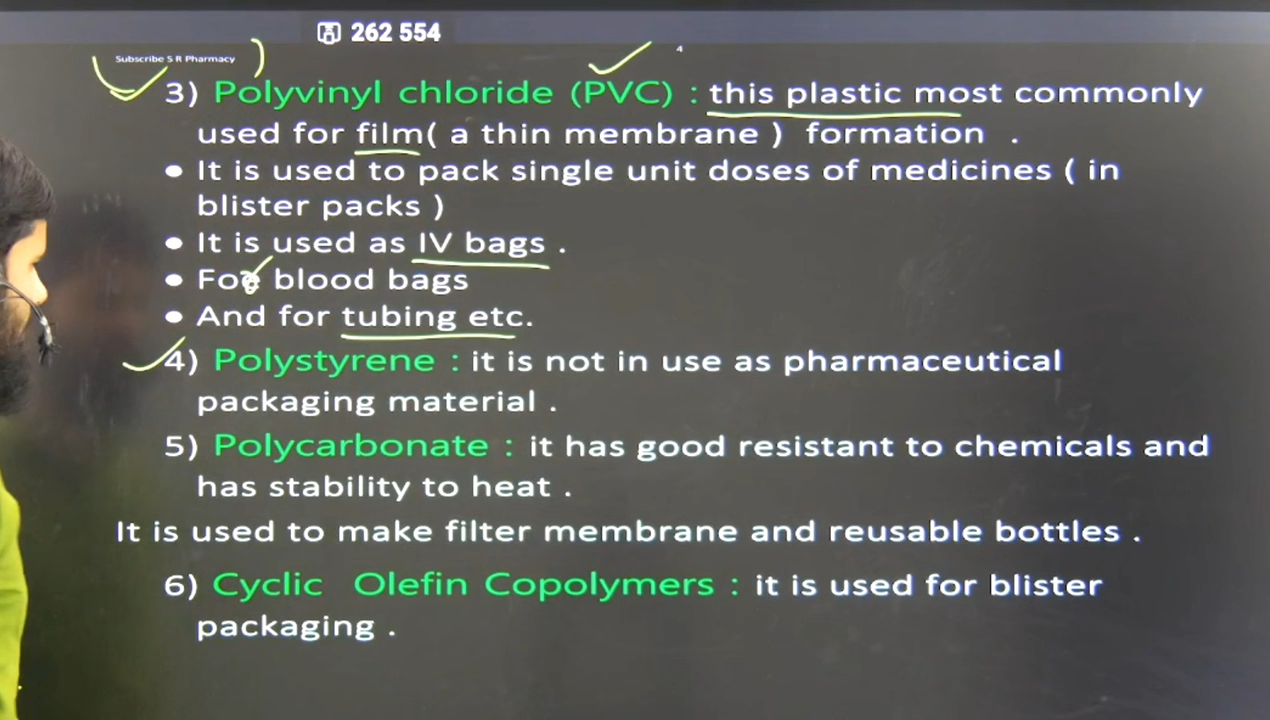 262 554
Subscribe S R Pharmacy
4
3) Polyvinyl chloride (PVC) : this plastic most commonly
used for film( a thin membrane ) formation .
• It is used to pack single unit doses of medicines ( in
blister packs )
• It is used as IV bags .
• For blood bags
• And for tubing etc.
4) Polystyrene : it is not in use as pharmaceutical
packaging material .
5) Polycarbonate : it has good resistant to chemicals and
has stability to heat .
It is used to make filter membrane and reusable bottles .
6) Cyclic Olefin Copolymers : it is used for blister
packaging .